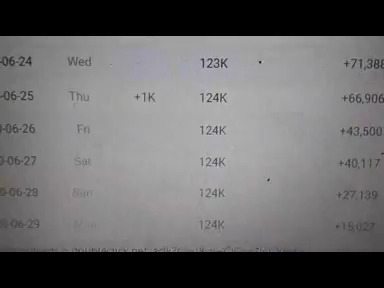 -06-24 Wed 123K +71,388
-06-25 Thu +1K 124K +66,906
-06-26 Fri 124K +43,500
-06-27 Sat 124K +40,117
-06-28 Sun 124K +27,139
-06-29 124K +15,027